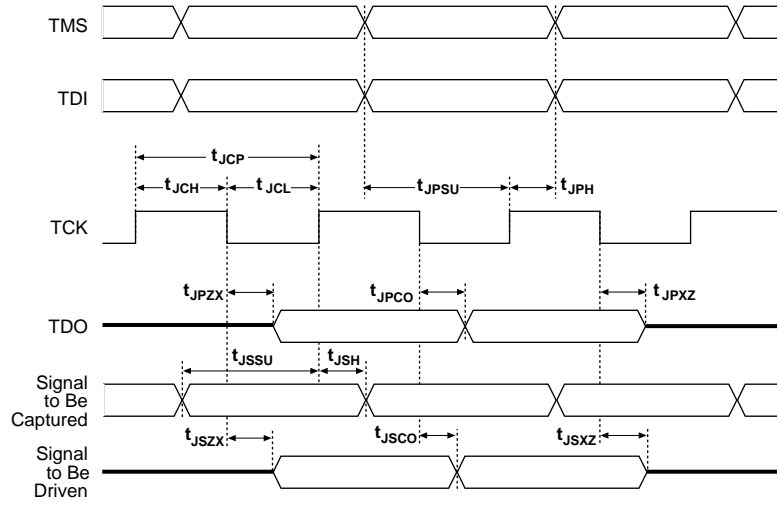 TMS
TDI
tJCP
tJCH tJCL tJPSU tJPH
TCK
tJPZX tJPCO tJPXZ
TDO
tJSSU tJSH
Signal
to Be
Captured
tJSZX tJSCO tJSXZ
Signal
to Be
Driven